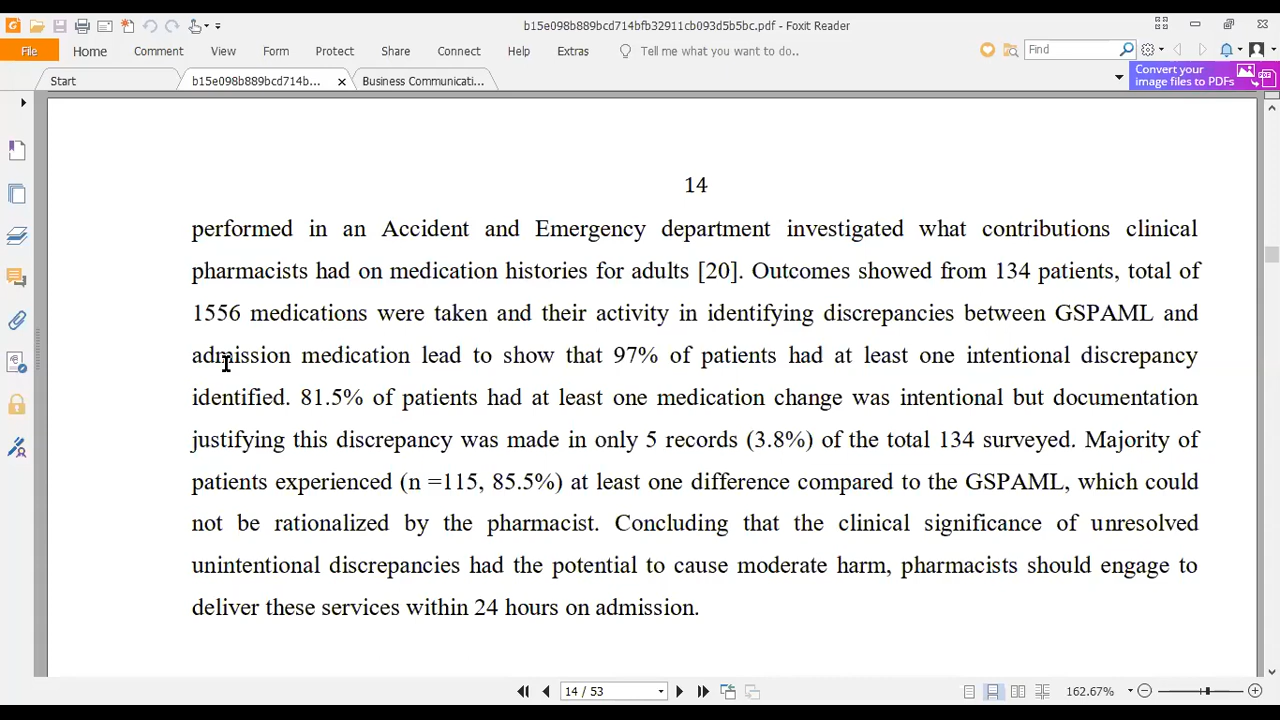 b15e098b889bcd714bfb32911cb093d5b5bc.pdf - Foxit Reader
File Home Comment View Form Protect Share Connect Help Extras Tell me what you want to do.. Find
Start b15e098b889bcd714b... Business Communicati... Convert your
image files to PDFs
14
performed in an Accident and Emergency department investigated what contributions clinical
pharmacists had on medication histories for adults [20]. Outcomes showed from 134 patients, total of
1556 medications were taken and their activity in identifying discrepancies between GSPAML and
admission medication lead to show that 97% of patients had at least one intentional discrepancy
identified. 81.5% of patients had at least one medication change was intentional but documentation
justifying this discrepancy was made in only 5 records (3.8%) of the total 134 surveyed. Majority of
patients experienced (n =115, 85.5%) at least one difference compared to the GSPAML, which could
not be rationalized by the pharmacist. Concluding that the clinical significance of unresolved
unintentional discrepancies had the potential to cause moderate harm, pharmacists should engage to
deliver these services within 24 hours on admission.
14 / 53 162.67%